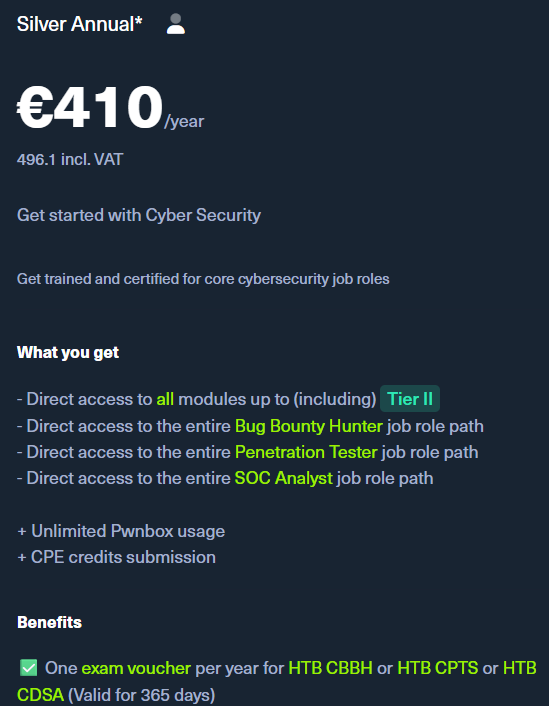 Silver Annual*
€410/year
496.1 incl. VAT
Get started with Cyber Security
Get trained and certified for core cybersecurity job roles
What you get
- Direct access to all modules up to (including) Tier II
- Direct access to the entire Bug Bounty Hunter job role path
- Direct access to the entire Penetration Tester job role path
- Direct access to the entire SOC Analyst job role path
+ Unlimited Pwnbox usage
+ CPE credits submission
Benefits
✅ One exam voucher per year for HTB CBBH or HTB CPTS or HTB
CDSA (Valid for 365 days)